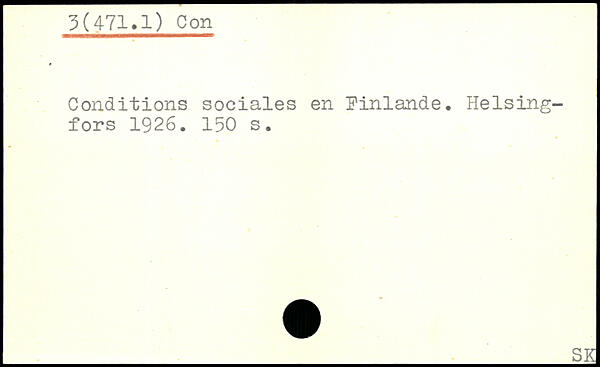 3(471.1) Con
Conditions sociales en Finlande. Helsing-
fors 1926. 150 s.
SK